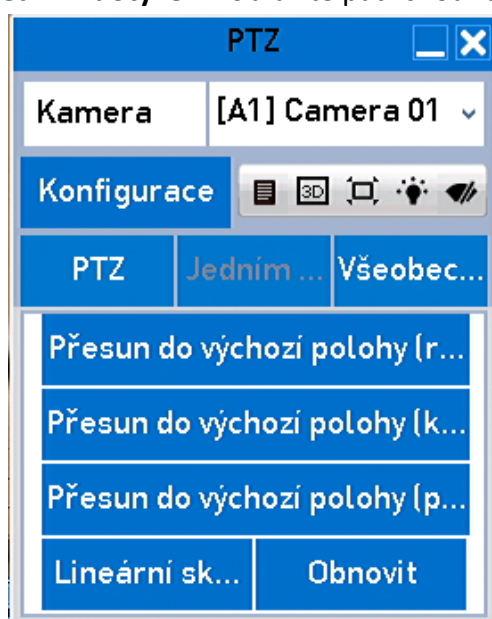 PTZ
Kamera [A1] Camera 01
Konfigurace 3D
PTZ Jedním ... Všeobec...
Přesun do výchozí polohy (r...
Přesun do výchozí polohy (k...
Přesun do výchozí polohy (p...
Lineární sk... Obnovit